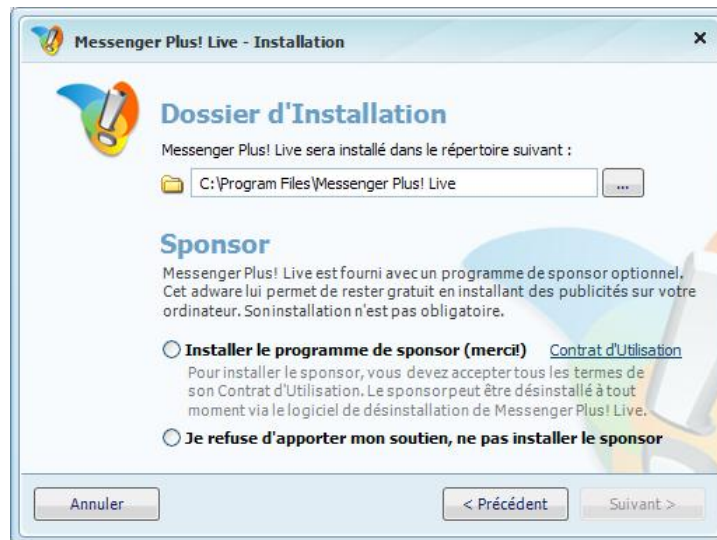 Messenger Plus! Live - Installation
Dossier d'Installation
Messenger Plus! Live sera installé dans le répertoire suivant :
C:\Program Files\Messenger Plus! Live
...
Sponsor
Messenger Plus! Live est fourni avec un programme de sponsor optionnel.
Cet adware lui permet de rester gratuit en installant des publicités sur votre
ordinateur. Son installation n'est pas obligatoire.
Installer le programme de sponsor (merci!) Contrat d'Utilisation
Pour installer le sponsor, vous devez accepter tous les termes de
son Contrat d'Utilisation. Le sponsor peut être désinstallé à tout
moment via le logiciel de désinstallation de Messenger Plus! Live.
Je refuse d'apporter mon soutien, ne pas installer le sponsor
Annuler < Précédent Suivant >